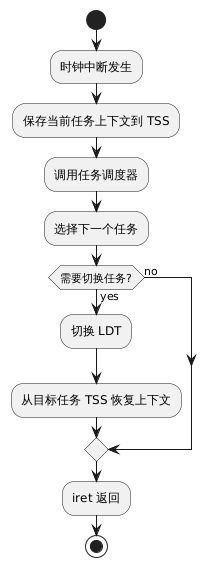 时钟中断发生
保存当前任务上下文到 TSS
调用任务调度器
选择下一个任务
需要切换任务?
no
yes
切换 LDT
从目标任务 TSS 恢复上下文
iret 返回